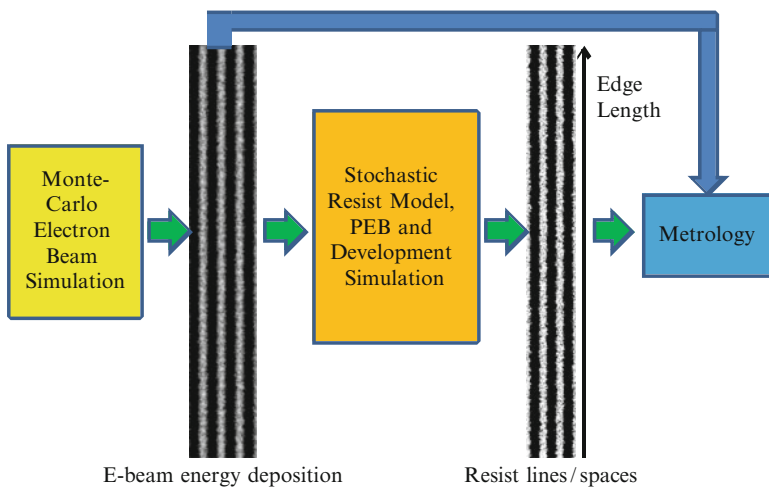 Monte-
Carlo
Electron
Beam
Simulation
Stochastic
Resist Model,
PEB and
Development
Simulation
Edge
Length
Metrology
E-beam energy deposition
Resist lines/spaces